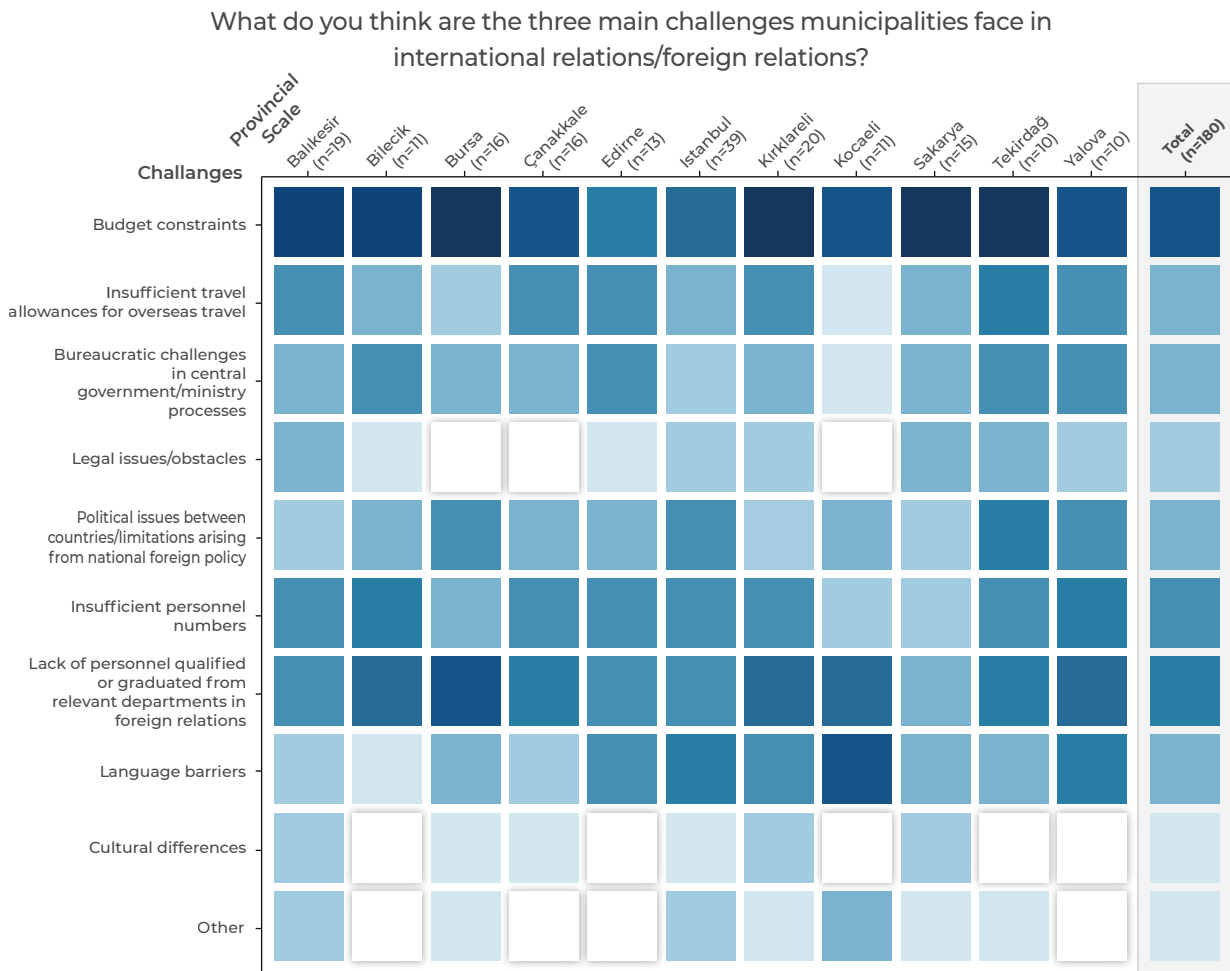 What do you think are the three main challenges municipalities face in
international relations/foreign relations?
Provincial
Scale
Balıkesir
(n=19)
Bilecik
(n=11)
Bursa
(n=16)
Çanakkale
(n=16)
Edirne
(n=13)
Istanbul
(n=39)
Kırklareli
(n=20)
Kocaeli
(n=11)
Sakarya
(n=15)
Tekirdağ
(n=10)
Yalova
(n=10)
Total
(n=180)
Challanges
Budget constraints
Insufficient travel
allowances for overseas travel
Bureaucratic challenges
in central
government/ministry
processes
Legal issues/obstacles
Political issues between
countries/limitations arising
from national foreign policy
Insufficient personnel
numbers
Lack of personnel qualified
or graduated from
relevant departments in
foreign relations
Language barriers
Cultural differences
Other